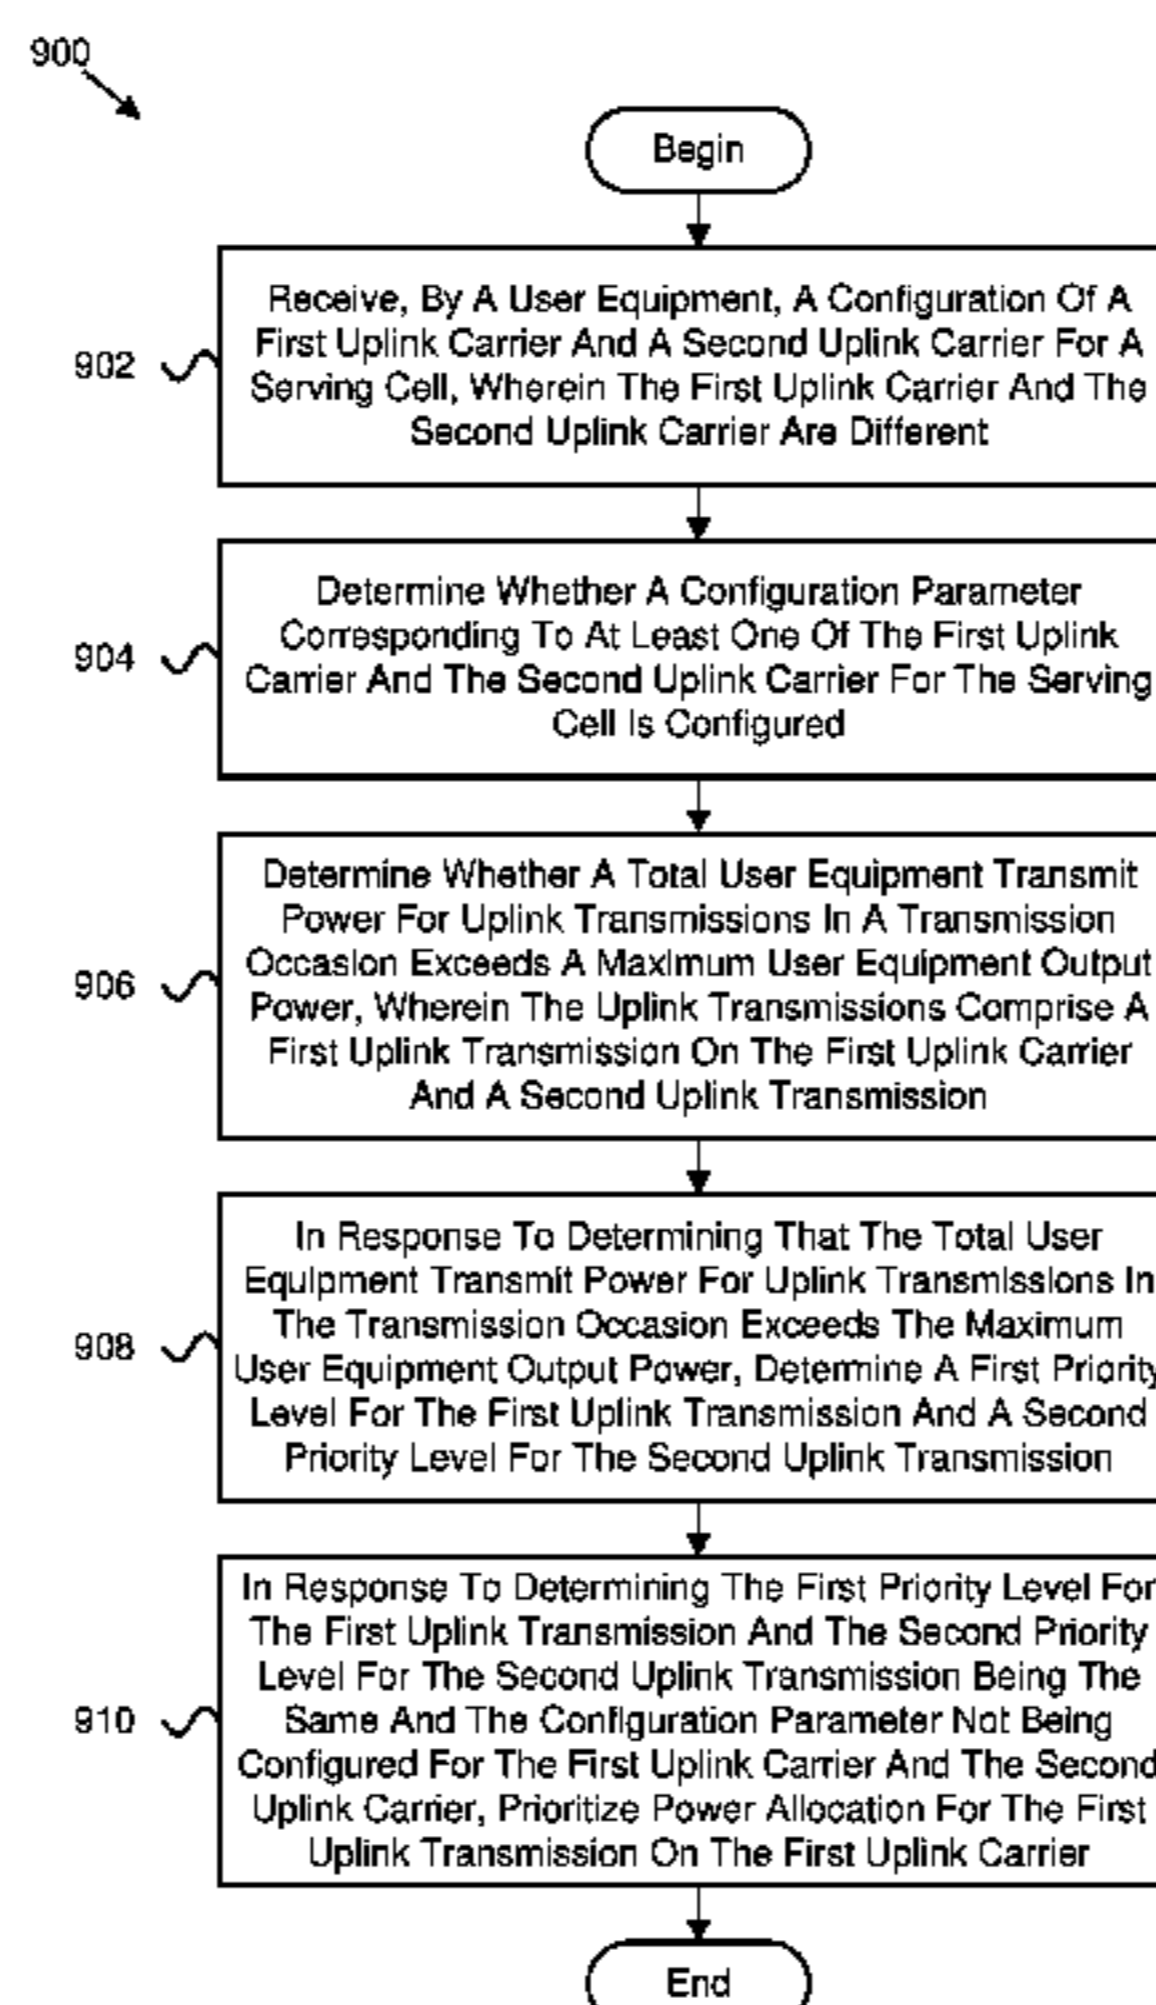 900
Begin
902
Receive, By A User Equipment, A Configuration Of A
First Uplink Carrier And A Second Uplink Carrier For A
Serving Cell, Wherein The First Uplink Carrier And The
Second Uplink Carrier Are Different
904
Determine Whether A Configuration Parameter
Corresponding To At Least One Of The First Uplink
Carrier And The Second Uplink Carrier For The Serving
Cell Is Configured
906
Determine Whether A Total User Equipment Transmit
Power For Uplink Transmissions In A Transmission
Occasion Exceeds A Maximum User Equipment Output
Power, Wherein The Uplink Transmissions Comprise A
First Uplink Transmission On The First Uplink Carrier
And A Second Uplink Transmission
908
In Response To Determining That The Total User
Equipment Transmit Power For Uplink Transmissions In
The Transmission Occasion Exceeds The Maximum
User Equipment Output Power, Determine A First Priority
Level For The First Uplink Transmission And A Second
Priority Level For The Second Uplink Transmission
910
In Response To Determining The First Priority Level For
The First Uplink Transmission And The Second Priority
Level For The Second Uplink Transmission Being The
Same And The Configuration Parameter Not Being
Configured For The First Uplink Carrier And The Second
Uplink Carrier, Prioritize Power Allocation For The First
Uplink Transmission On The First Uplink Carrier
End